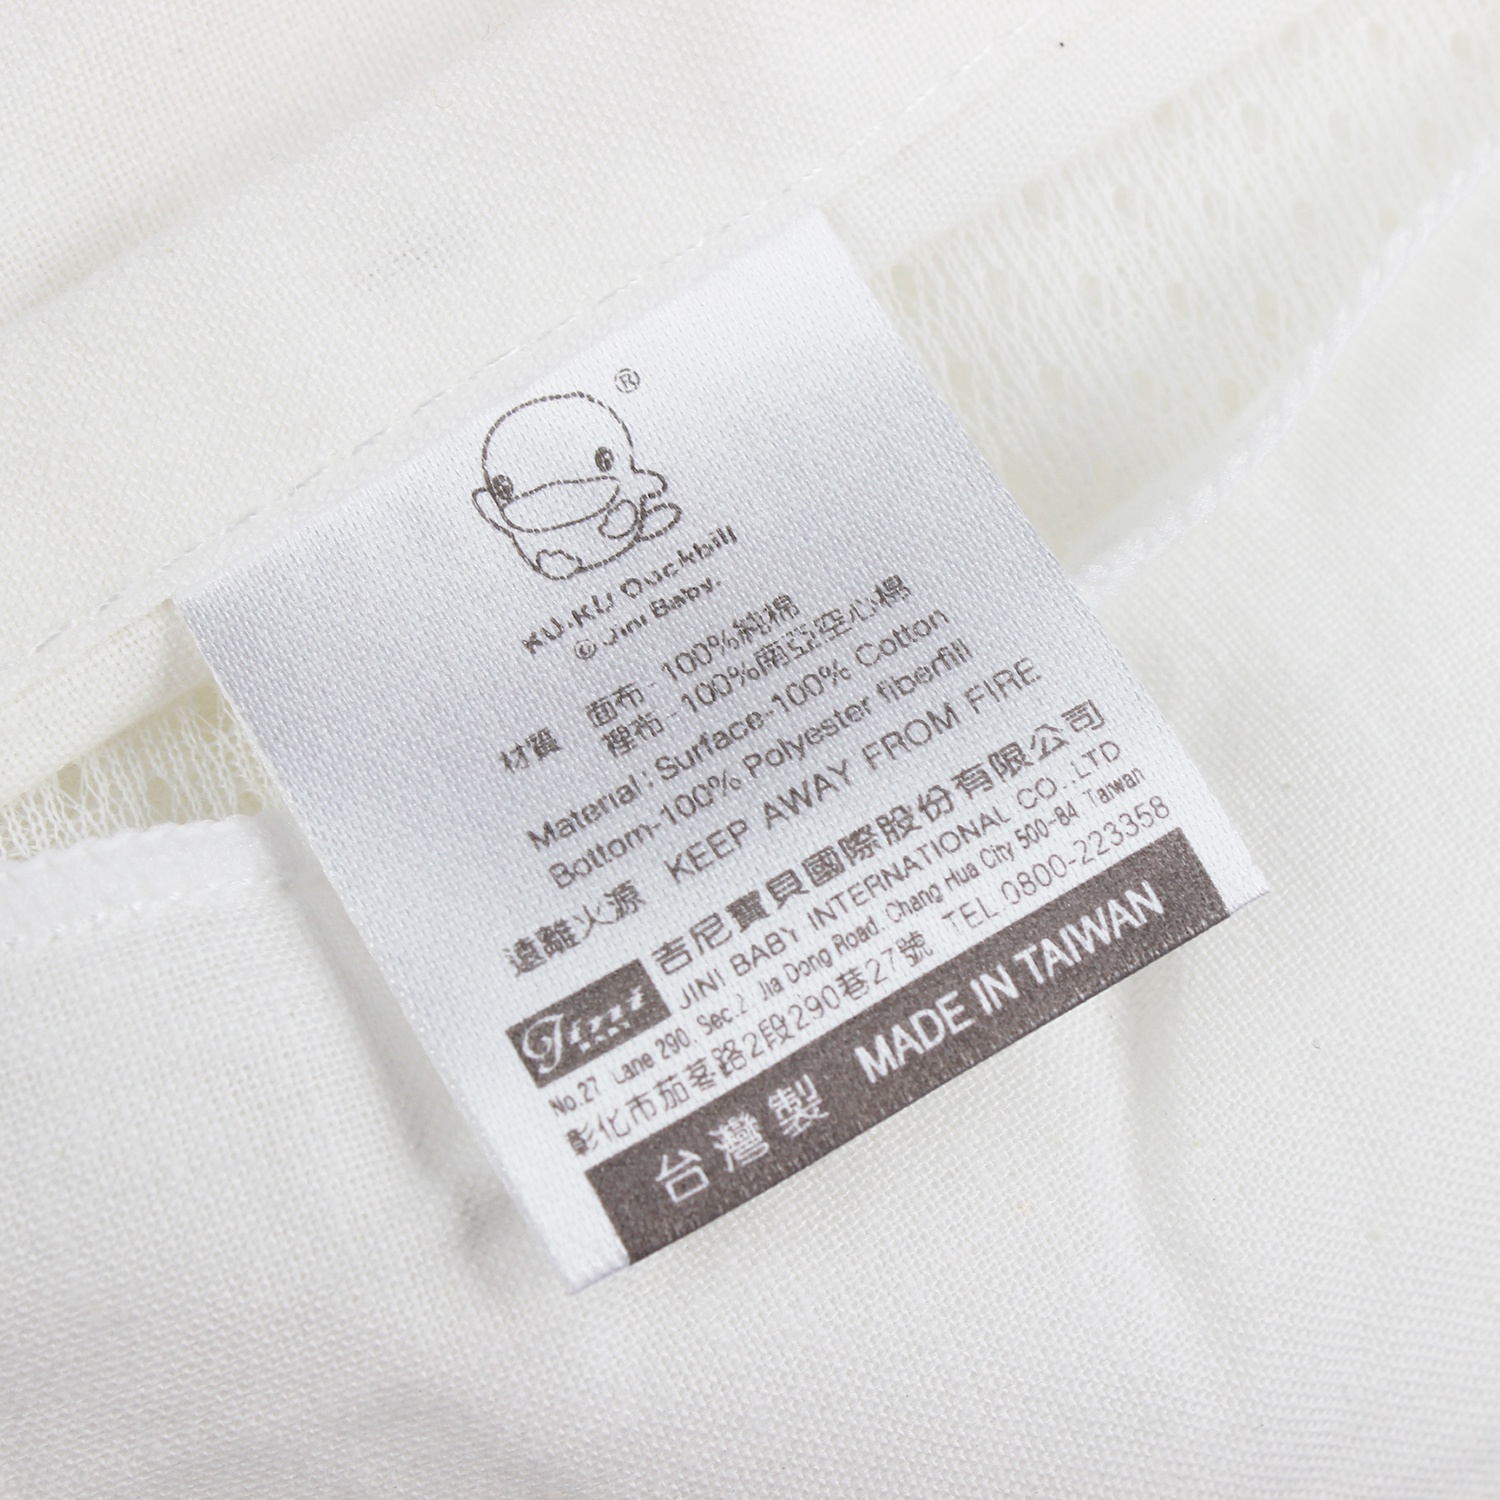 ®
KU.KU Duckbill
© Jini Baby.
材質 面布-100%純棉
裡布-100%南亞空心棉
Material:Surface-100% Cotton
Bottom-100% Polyester fiberfill
遠離火源 KEEP AWAY FROM FIRE
Jini BABY
吉尼寶貝國際股份有限公司
JINI BABY INTERNATIONAL CO.,LTD
No.27 Lane 290, Sec.2 Jia Dong Road, Chang Hua City 500-84 Taiwan
彰化市茄苳路2段290巷27號 TEL.0800-223358
台灣製 MADE IN TAIWAN